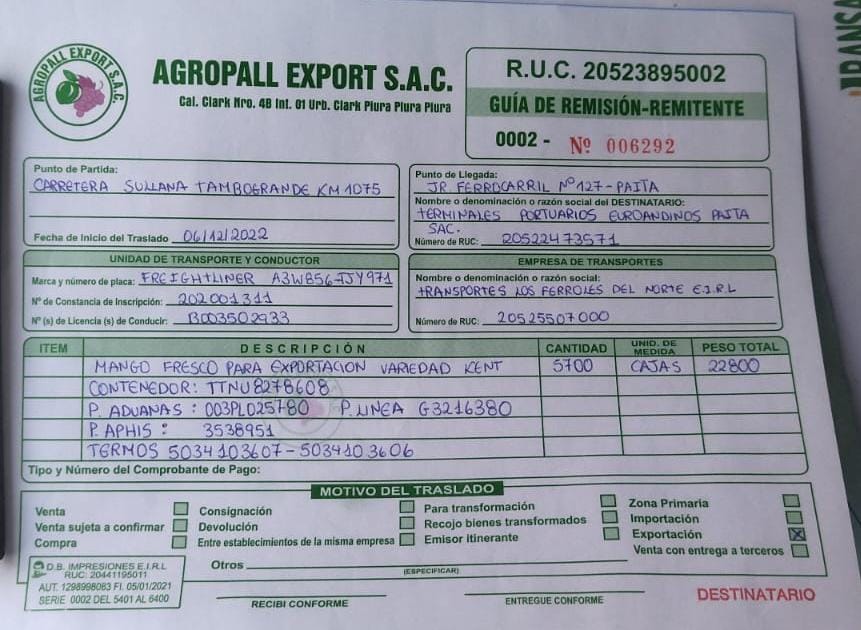 AGROPALL EXPORT S.A.C.
AGROPALL EXPORT S.A.C.
Cal. Clark Nro. 4B Int. 01 Urb. Clark Piura Piura Piura
R.U.C. 20523895002
GUÍA DE REMISIÓN-REMITENTE
0002 - Nº 006292
TRANSA
Punto de Partida:
CARRETERA SULLANA TAMBOGRANDE KM 1075
Fecha de Inicio del Traslado 06/12/2022
Punto de Llegada:
JR. FERROCARRIL Nº 127 - PAITA
Nombre o denominación o razón social del DESTINATARIO:
TERMINALES PORTUARIOS EUROANDINOS PAITA
SAC.
Número de RUC: 20522473571
UNIDAD DE TRANSPORTE Y CONDUCTOR
Marca y número de placa: FREIGHTLINER A3W856-TJY971
Nº de Constancia de Inscripción: 202001311
Nº (s) de Licencia (s) de Conducir: B003502933
EMPRESA DE TRANSPORTES
Nombre o denominación o razón social:
TRANSPORTES LOS FERROLES DEL NORTE E.I.R.L
Número de RUC: 20525507000
ITEM DESCRIPCIÓN CANTIDAD UNID. DE MEDIDA PESO TOTAL
MANGO FRESCO PARA EXPORTACION VARIEDAD KENT 5700 CAJAS 22800
CONTENEDOR: TTNU8278608
P. ADUANAS : 003PL025780 P. LINEA G3216380
P. APHIS : 3538951
TERMOS 5034103607-5034103606
Tipo y Número del Comprobante de Pago:
MOTIVO DEL TRASLADO
Venta Consignación Para transformación Zona Primaria
Venta sujeta a confirmar Devolución Recojo bienes transformados Importación
Compra Entre establecimientos de la misma empresa Emisor itinerante Exportación X
Venta con entrega a terceros
Otros
(ESPECIFICAR)
D.B. IMPRESIONES E.I.R.L
RUC: 20441195011
AUT. 1298998063 FI. 05/01/2021
SERIE 0002 DEL 5401 AL 6400
RECIBI CONFORME
ENTREGUE CONFORME
DESTINATARIO